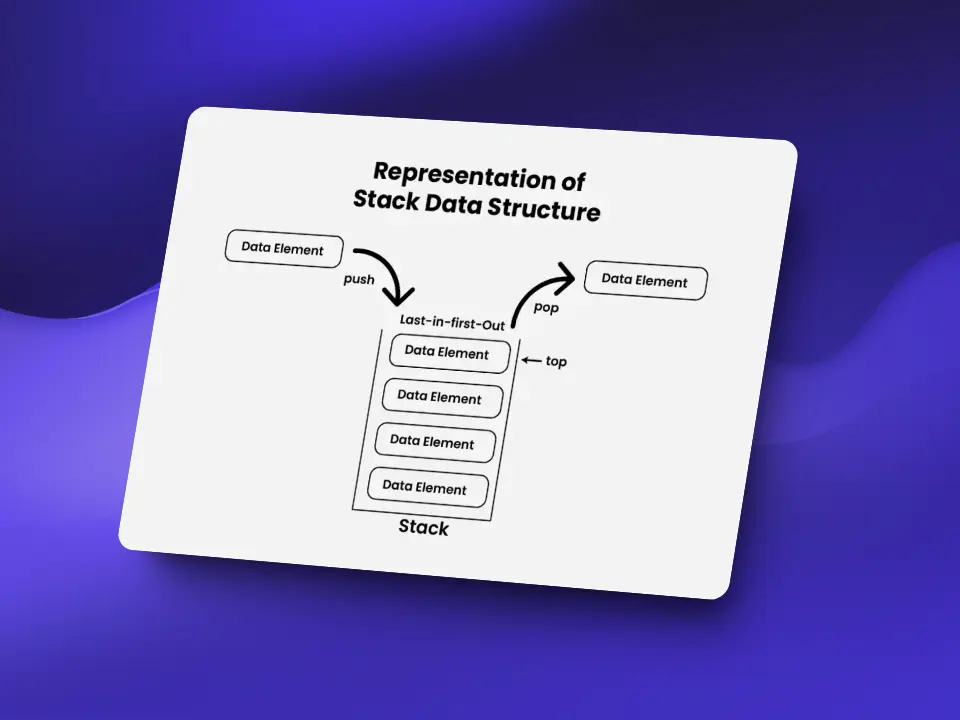 Representation of
Stack Data Structure
Data Element
push
pop
Data Element
Last-in-first-Out
Data Element
top
Data Element
Data Element
Data Element
Stack